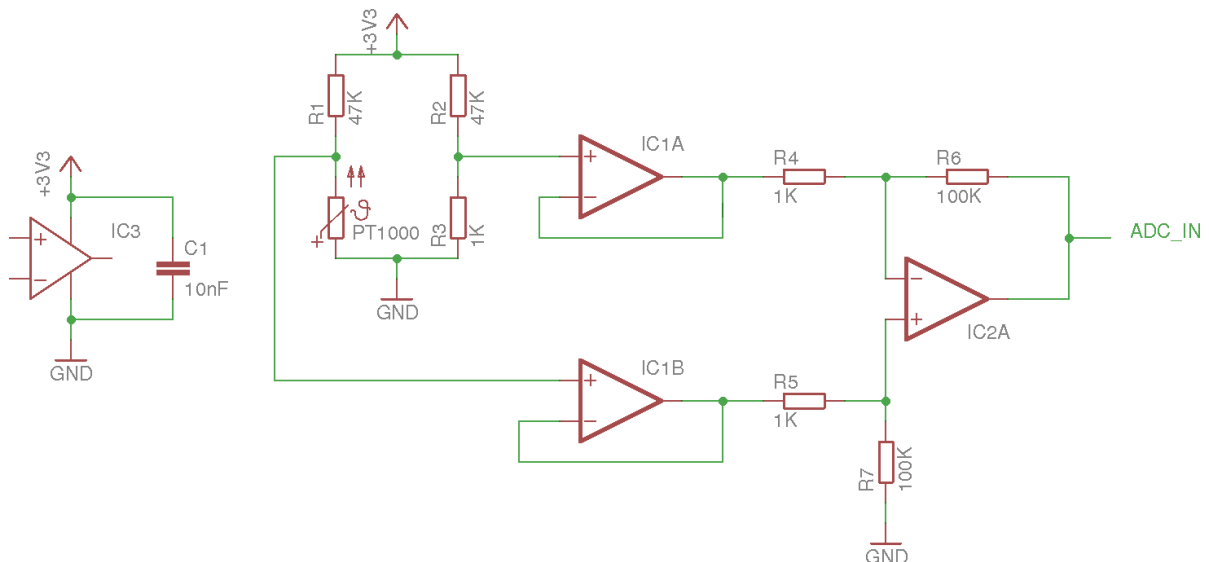 +3V3
R1
47K
R2
47K
IC1A
R4
1K
R6
100K
+3V3
IC3
C1
10nF
GND
PT1000
R3
1K
GND
ADC_IN
IC2A
IC1B
R5
1K
R7
100K
GND